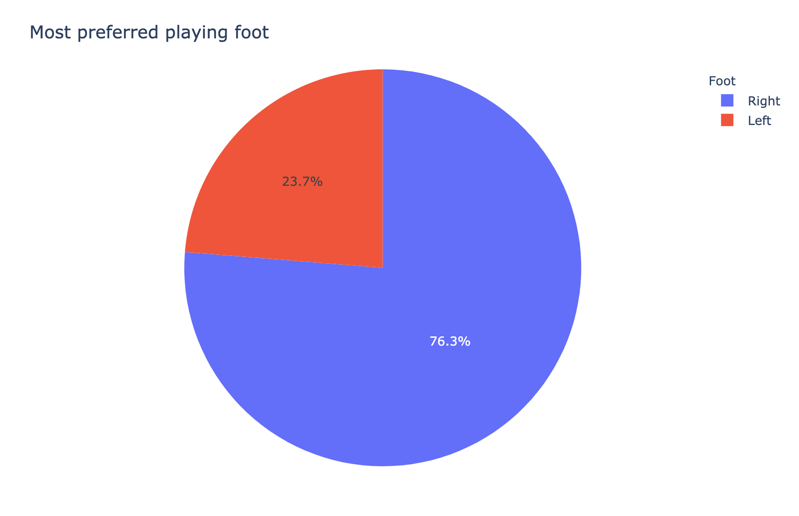 Most preferred playing foot
Foot
Right
Left
23.7%
76.3%